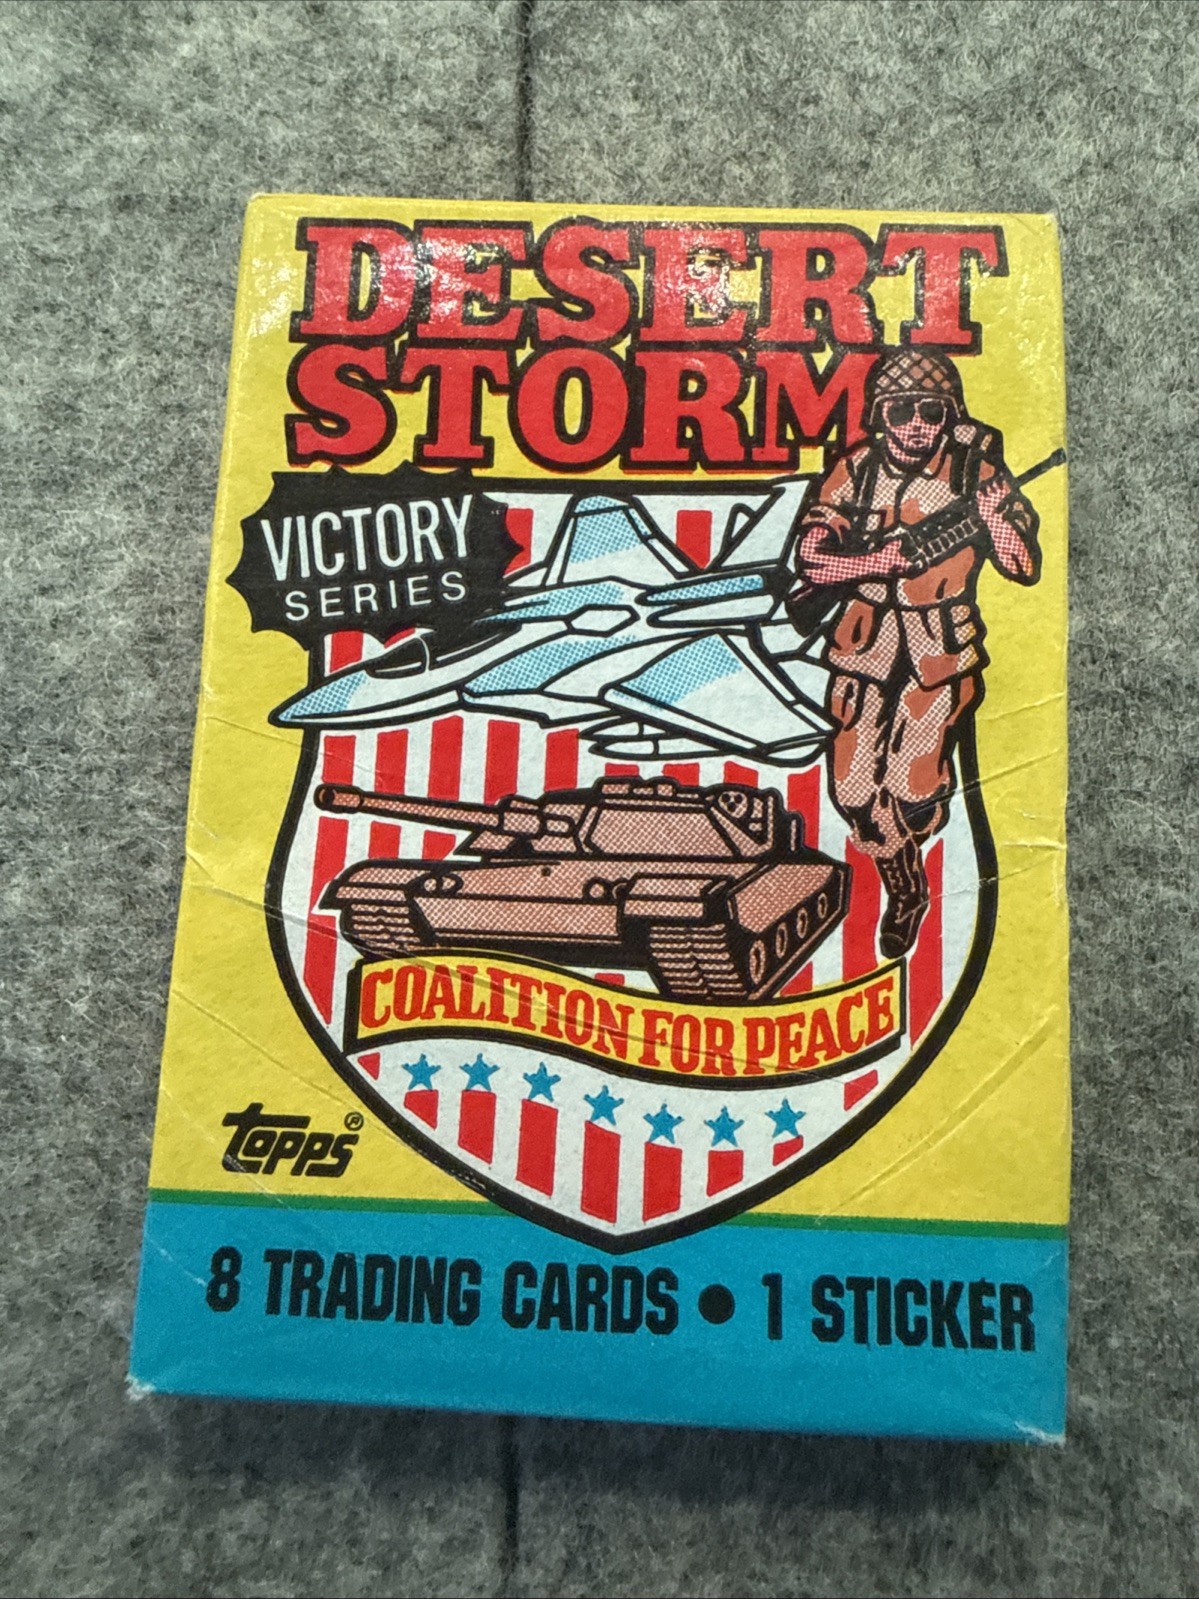 DESERT
STORM
VICTORY
SERIES
COALITION FOR PEACE
TOPPS®
8 TRADING CARDS • 1 STICKER